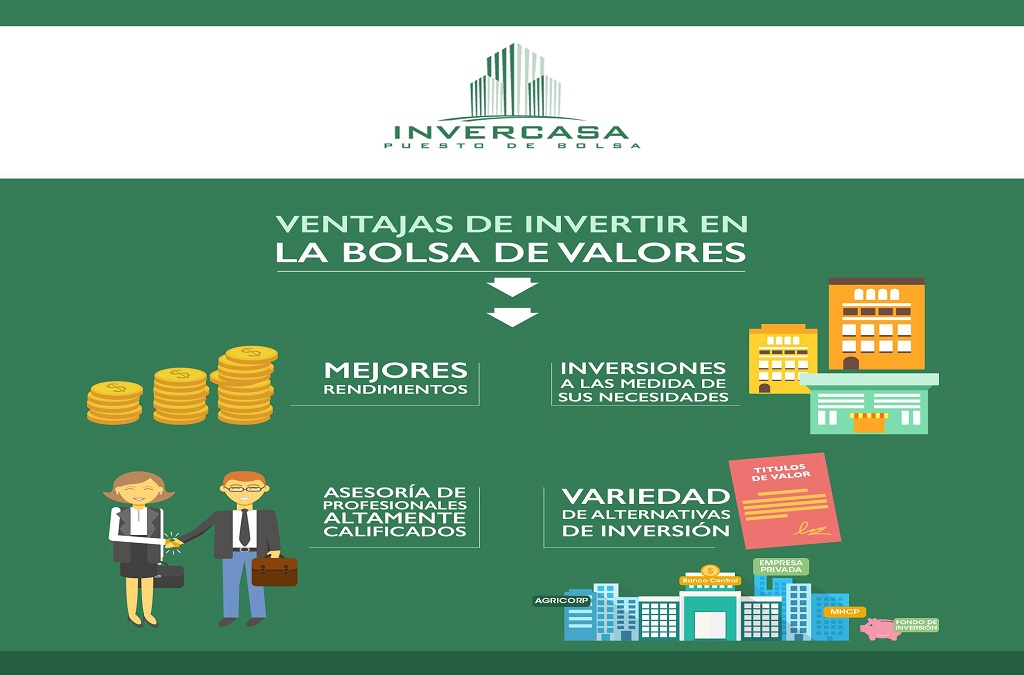 INVERCASA
PUESTO DE BOLSA
VENTAJAS DE INVERTIR EN
LA BOLSA DE VALORES
MEJORES
RENDIMIENTOS
INVERSIONES
A LAS MEDIDA DE
SUS NECESIDADES
ASESORÍA DE
PROFESIONALES
ALTAMENTE
CALIFICADOS
VARIEDAD
DE ALTERNATIVAS
DE INVERSIÓN
TITULOS
DE VALOR
AGRICORP
Banco Central
EMPRESA
PRIVADA
MHCP
FONDO DE
INVERSIÓN